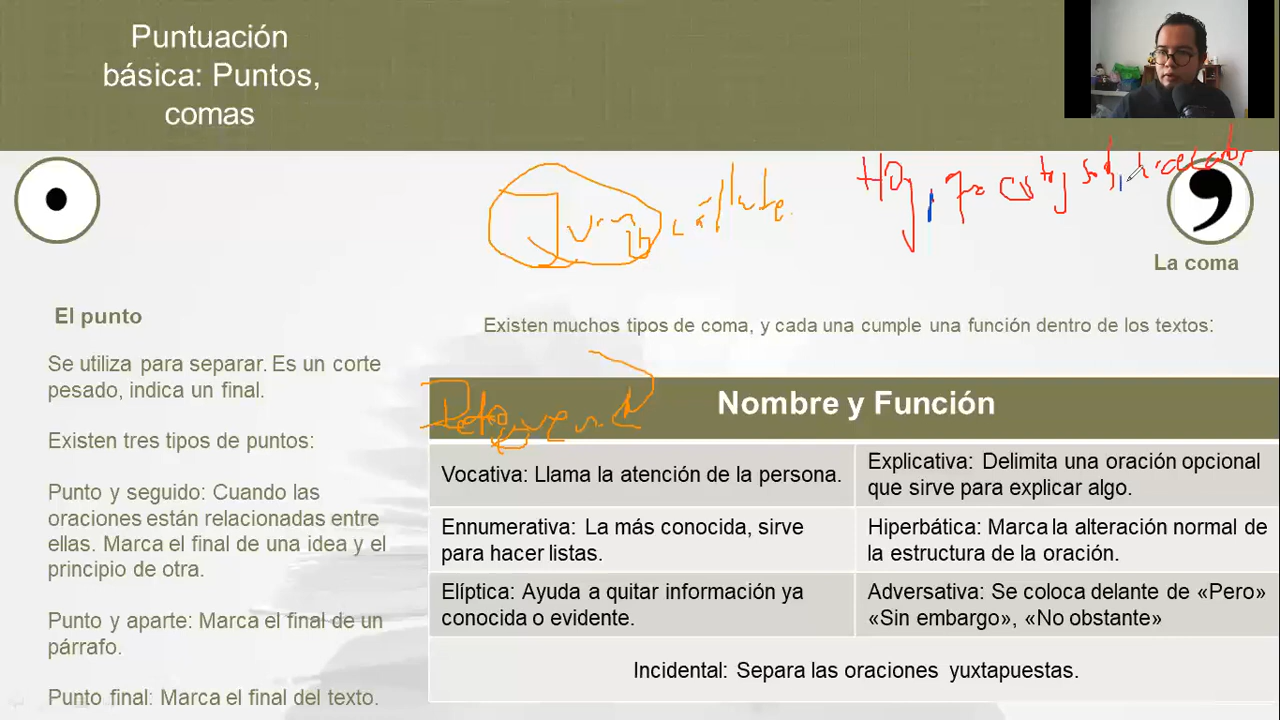 Puntuación
básica: Puntos,
comas
Hoy, que estoy sol,
La coma
El punto
Se utiliza para separar. Es un corte
pesado, indica un final.
Existen tres tipos de puntos:
Punto y seguido: Cuando las
oraciones están relacionadas entre
ellas. Marca el final de una idea y el
principio de otra.
Punto y aparte: Marca el final de un
párrafo.
Punto final: Marca el final del texto.
Existen muchos tipos de coma, y cada una cumple una función dentro de los textos:
Nombre y Función
Vocativa: Llama la atención de la persona.
Explicativa: Delimita una oración opcional
que sirve para explicar algo.
Ennumerativa: La más conocida, sirve
para hacer listas.
Hiperbática: Marca la alteración normal de
la estructura de la oración.
Elíptica: Ayuda a quitar información ya
conocida o evidente.
Adversativa: Se coloca delante de «Pero»
«Sin embargo», «No obstante»
Incidental: Separa las oraciones yuxtapuestas.